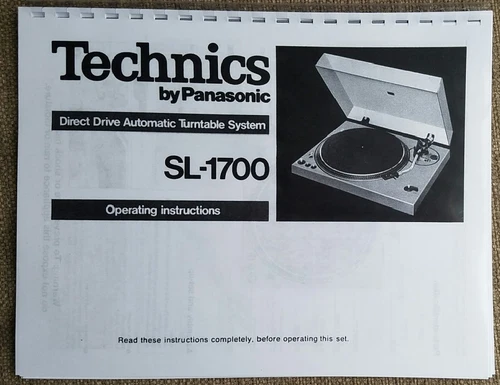 Technics
by Panasonic
Direct Drive Automatic Turntable System
SL-1700
Operating instructions
Read these instructions completely, before operating this set.